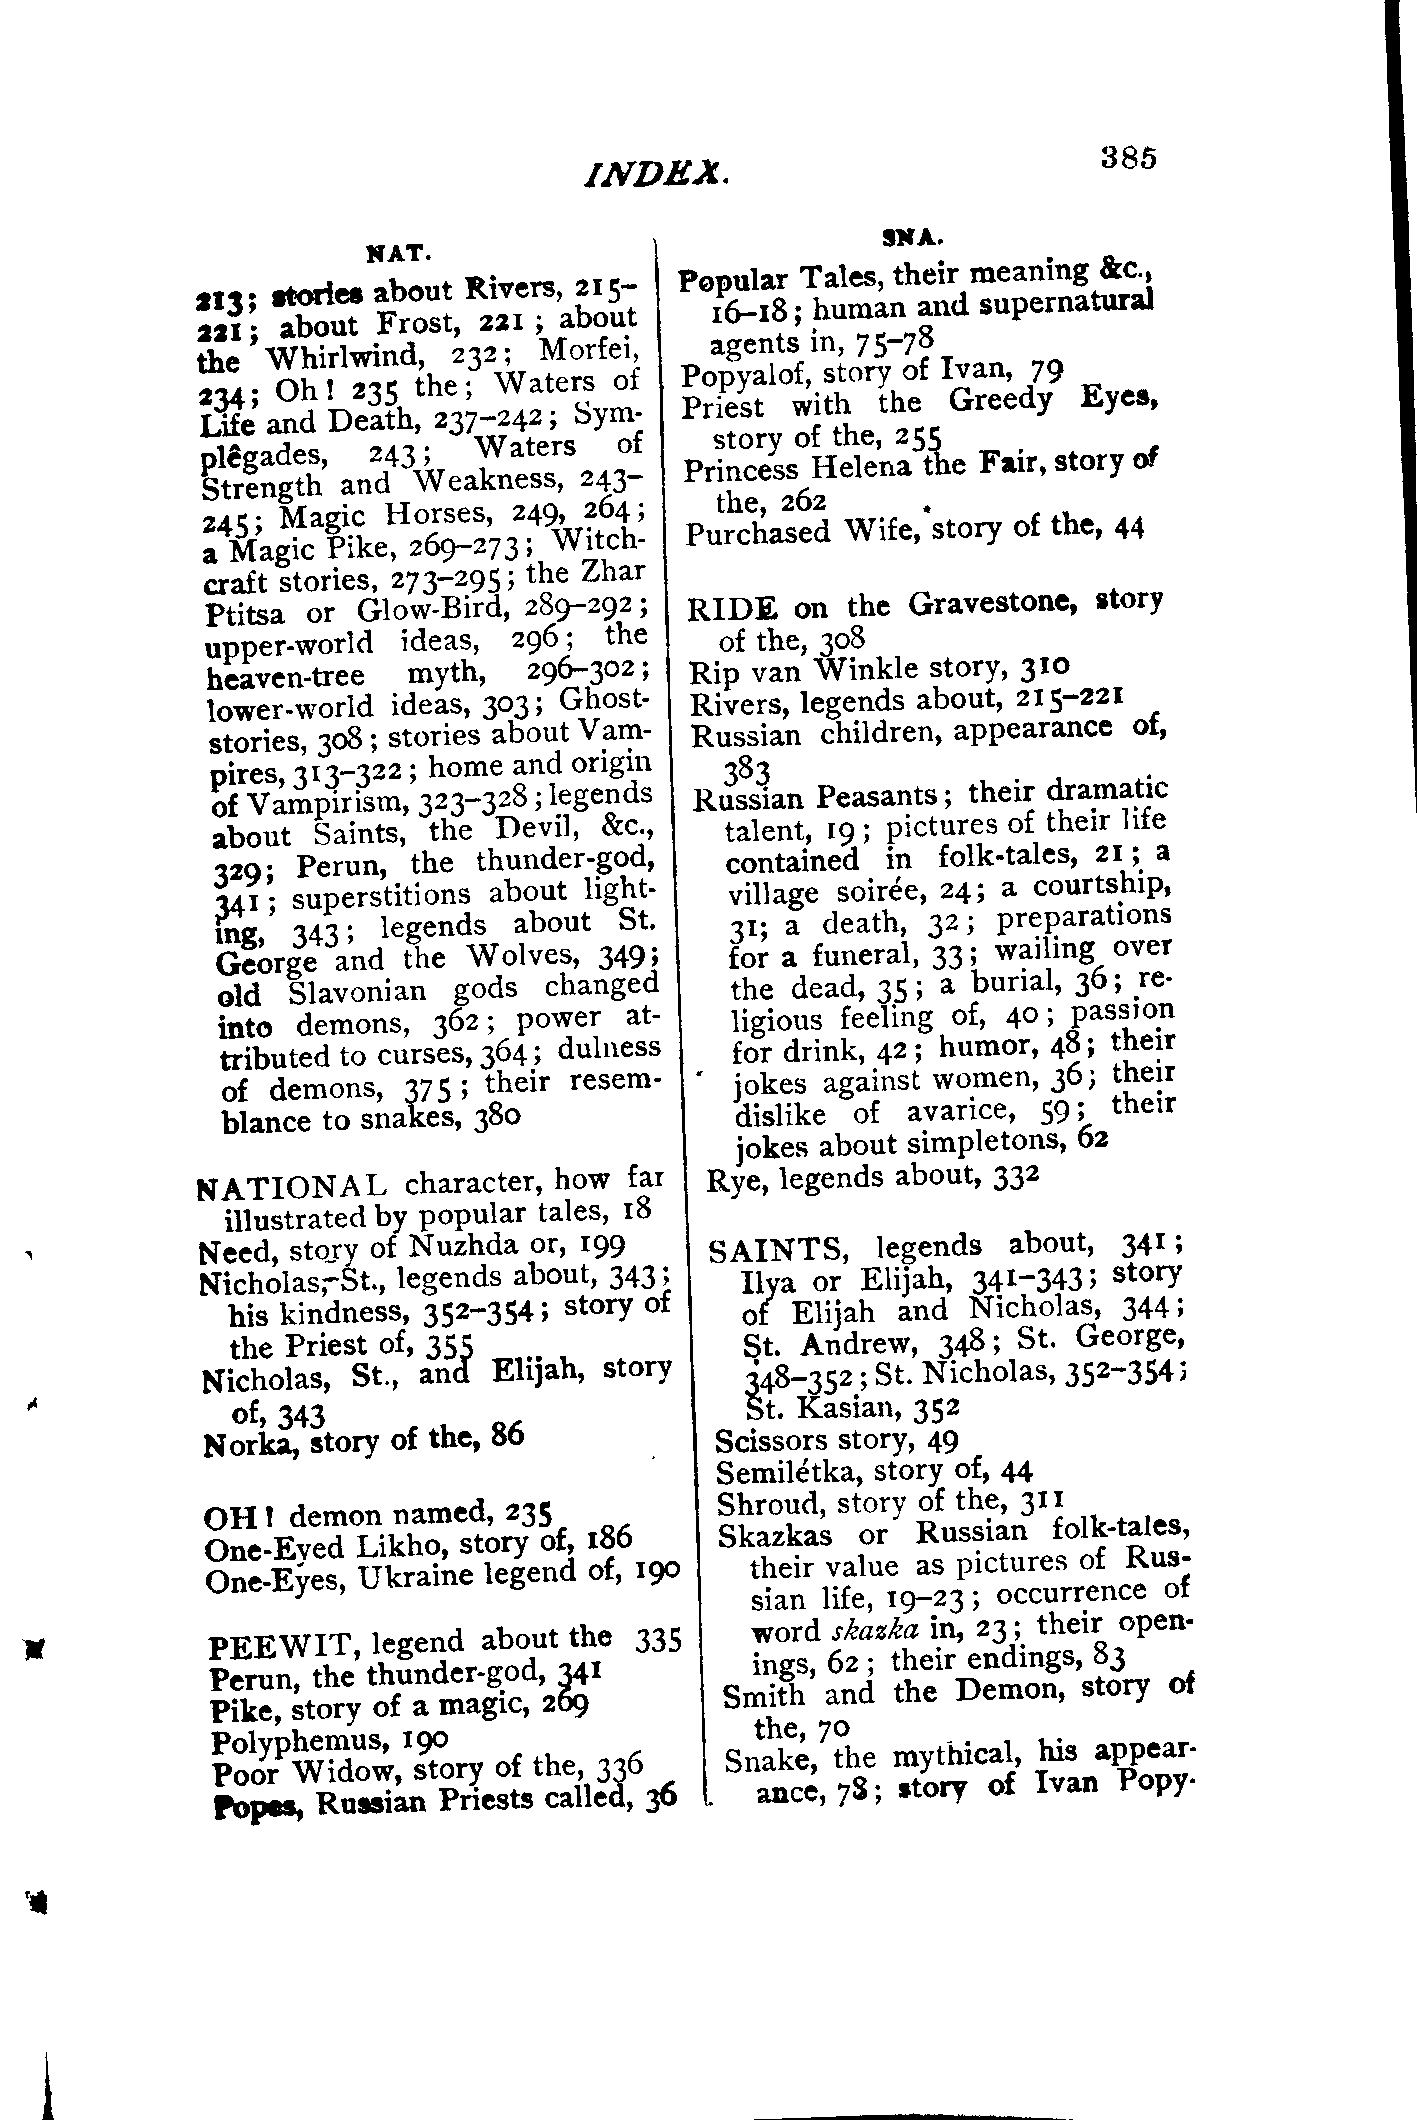 INDEX.
385
NAT.
213; stories about Rivers, 215–
221; about Frost, 221; about
the Whirlwind, 232; Morfei,
234; Oh! 235 the; Waters of
Life and Death, 237–242; Sym-
plêgades, 243; Waters of
Strength and Weakness, 243–
245; Magic Horses, 249, 264;
a Magic Pike, 269–273; Witch-
craft stories, 273–295; the Zhar
Ptitsa or Glow-Bird, 289–292;
upper-world ideas, 296; the
heaven-tree myth, 296–302;
lower-world ideas, 303; Ghost-
stories, 308; stories about Vam-
pires, 313–322; home and origin
of Vampirism, 323–328; legends
about Saints, the Devil, &c.,
329; Perun, the thunder-god,
341; superstitions about light-
ing, 343; legends about St.
George and the Wolves, 349;
old Slavonian gods changed
into demons, 362; power at-
tributed to curses, 364; dulness
of demons, 375; their resem-
blance to snakes, 380
NATIONAL character, how far
illustrated by popular tales, 18
Need, story of Nuzhda or, 199
Nicholas, St., legends about, 343;
his kindness, 352–354; story of
the Priest of, 355
Nicholas, St., and Elijah, story
of, 343
Norka, story of the, 86
OH! demon named, 235
One-Eyed Likho, story of, 186
One-Eyes, Ukraine legend of, 190
PEEWIT, legend about the 335
Perun, the thunder-god, 341
Pike, story of a magic, 269
Polyphemus, 190
Poor Widow, story of the, 336
Popes, Russian Priests called, 36
SNA.
Popular Tales, their meaning &c.,
16–18; human and supernatural
agents in, 75–78
Popyalof, story of Ivan, 79
Priest with the Greedy Eyes,
story of the, 255
Princess Helena the Fair, story of
the, 262
Purchased Wife, story of the, 44
RIDE on the Gravestone, story
of the, 308
Rip van Winkle story, 310
Rivers, legends about, 215–221
Russian children, appearance of,
383
Russian Peasants; their dramatic
talent, 19; pictures of their life
contained in folk-tales, 21; a
village soirée, 24; a courtship,
31; a death, 32; preparations
for a funeral, 33; wailing over
the dead, 35; a burial, 36; re-
ligious feeling of, 40; passion
for drink, 42; humor, 48; their
jokes against women, 36; their
dislike of avarice, 59; their
jokes about simpletons, 62
Rye, legends about, 332
SAINTS, legends about, 341;
Ilya or Elijah, 341–343; story
of Elijah and Nicholas, 344;
St. Andrew, 348; St. George,
348–352; St. Nicholas, 352–354;
St. Kasian, 352
Scissors story, 49
Semilétka, story of, 44
Shroud, story of the, 311
Skazkas or Russian folk-tales,
their value as pictures of Rus-
sian life, 19–23; occurrence of
word skazka in, 23; their open-
ings, 62; their endings, 83
Smith and the Demon, story of
the, 70
Snake, the mythical, his appear-
ance, 78; story of Ivan Popy-